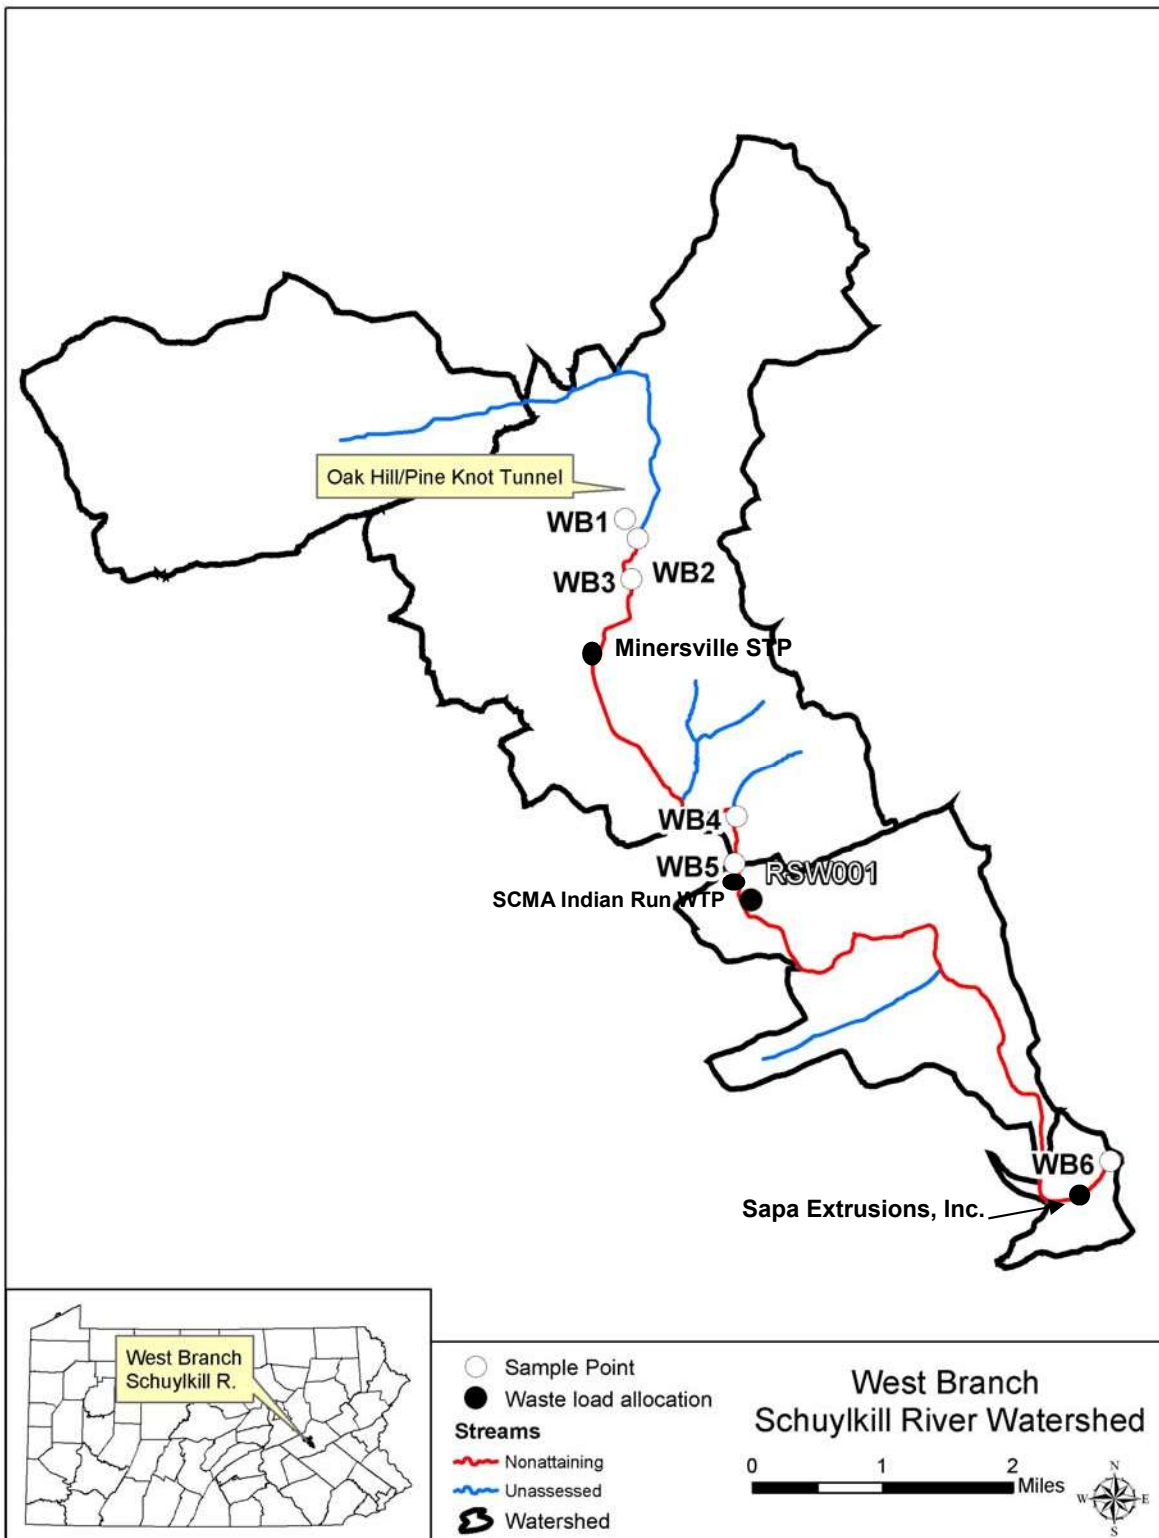 Oak Hill/Pine Knot Tunnel
WB1
WB2
WB3
Minersville STP
WB4
WB5
RSW001
SCMA Indian Run WTP
WB6
Sapa Extrusions, Inc.
West Branch
Schuylkill R.
Sample Point
Waste load allocation
Streams
Nonattaining
Unassessed
Watershed
West Branch
Schuylkill River Watershed
0 1 2
Miles
N
W E
S